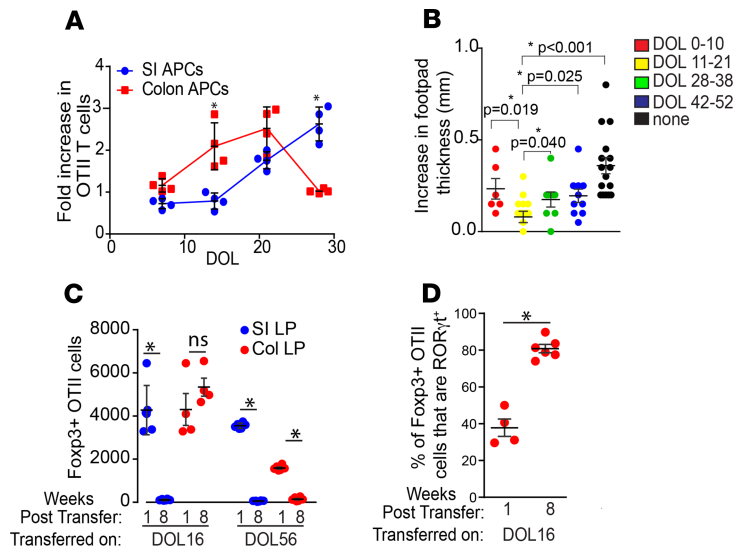 A
SI APCs
Colon APCs
Fold increase in
OTII T cells
4
3
2
1
0
*
*
0
10
20
30
DOL
B
Increase in footpad
thickness (mm)
1.0
0.5
0.0
* p<0.001
* p=0.025
*
p=0.019
*
p=0.040
DOL 0-10
DOL 11-21
DOL 28-38
DOL 42-52
none
C
Foxp3+ OTII cells
8000
6000
4000
2000
0
SI LP
Col LP
*
ns
*
*
Weeks
Post Transfer: 1 8 1 8 1 8 1 8
Transferred on: DOL16 DOL56
D
% of Foxp3+ OTII
cells that are RORγt+
100
80
60
40
20
0
*
Weeks
Post Transfer: 1 8
Transferred on: DOL16